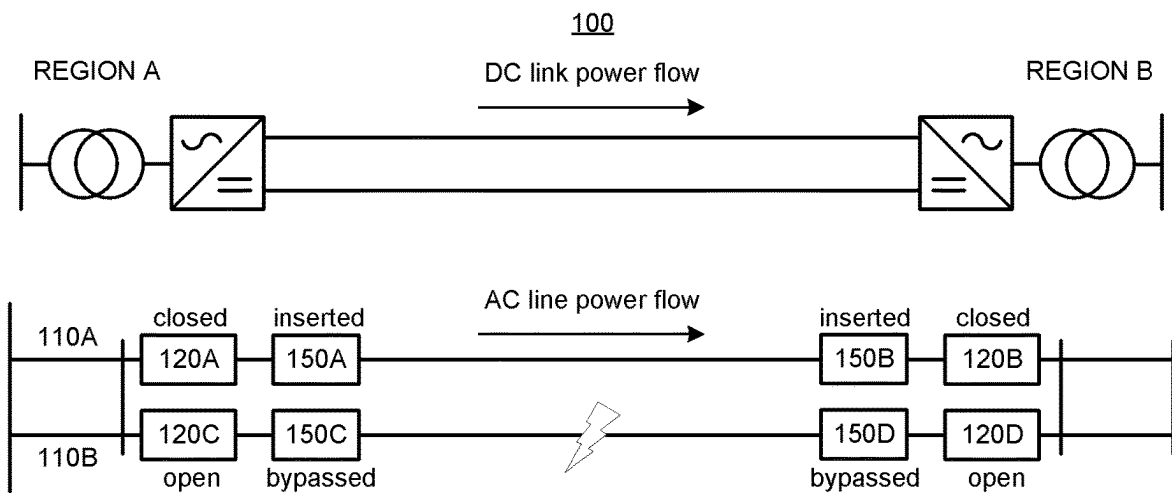 100
REGION A
DC link power flow
REGION B
AC line power flow
closed
inserted
inserted
closed
110A
120A
150A
150B
120B
120C
150C
150D
120D
110B
open
bypassed
bypassed
open